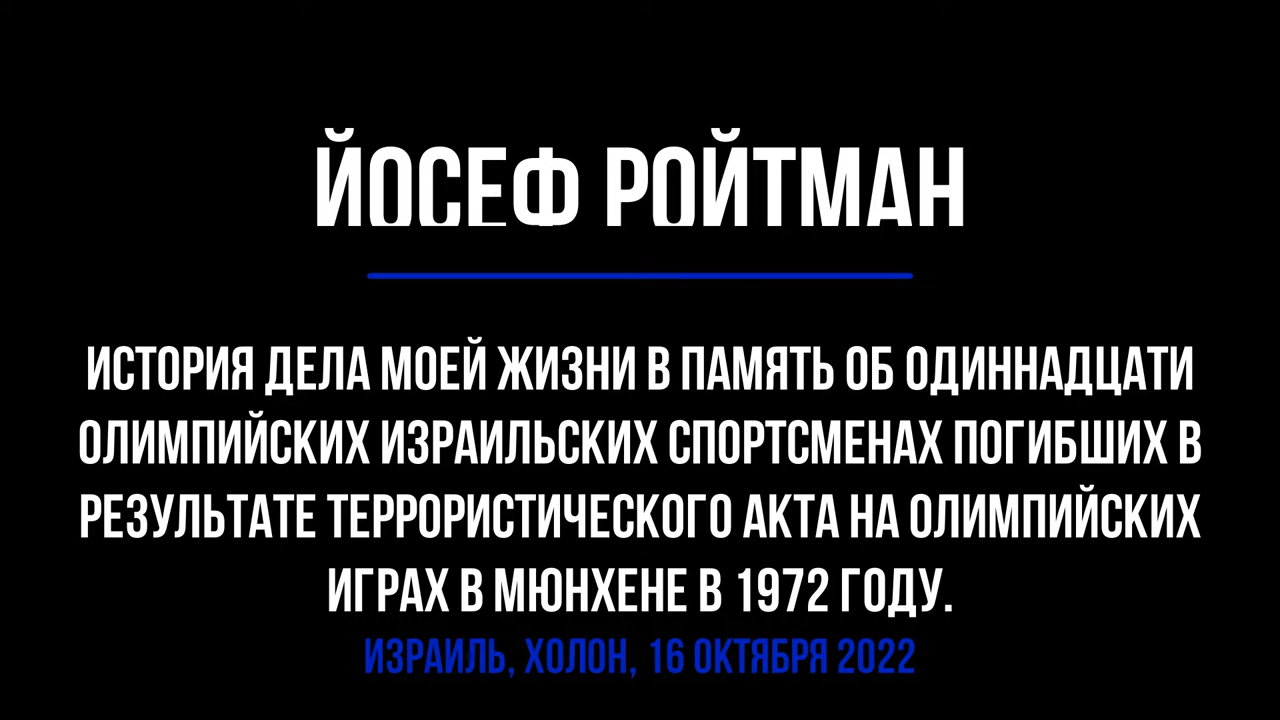 ЙОСЕФ РОЙТМАН
ИСТОРИЯ ДЕЛА МОЕЙ ЖИЗНИ В ПАМЯТЬ ОБ ОДИННАДЦАТИ
ОЛИМПИЙСКИХ ИЗРАИЛЬСКИХ СПОРТСМЕНАХ ПОГИБШИХ В
РЕЗУЛЬТАТЕ ТЕРРОРИСТИЧЕСКОГО АКТА НА ОЛИМПИЙСКИХ
ИГРАХ В МЮНХЕНЕ В 1972 ГОДУ.
ИЗРАИЛЬ, ХОЛОН, 16 ОКТЯБРЯ 2022